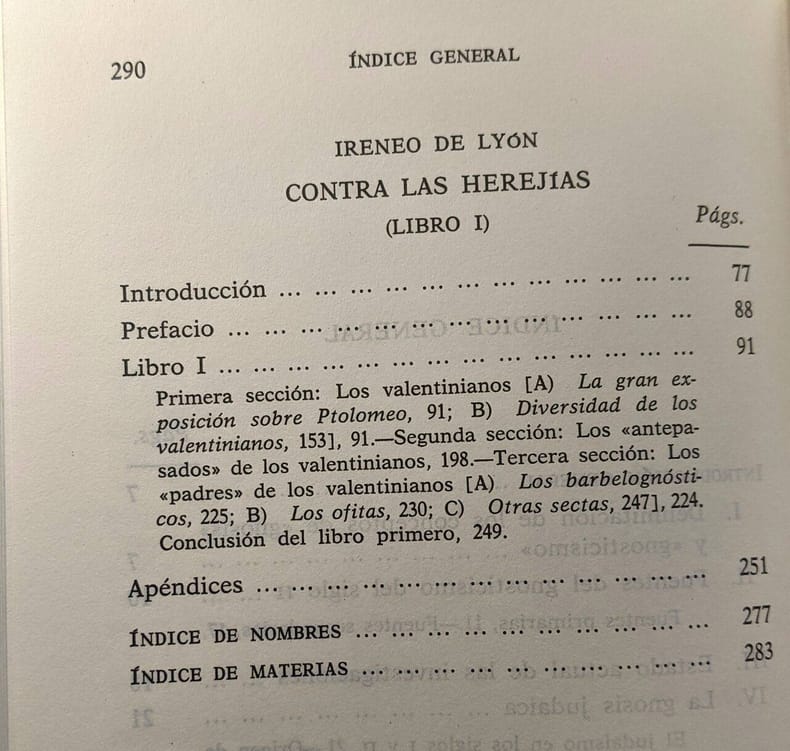 290
ÍNDICE GENERAL
IRENEO DE LYÓN
CONTRA LAS HEREJÍAS
(LIBRO I)
Págs.
Introducción ... ... ... ... ... ... ... ... ... ... ... ... 77
Prefacio ... ... ... ... ... ... ... ... ... ... ... ... ... 88
Libro I ... ... ... ... ... ... ... ... ... ... ... ... ... ... 91
Primera sección: Los valentinianos [A) La gran ex-
posición sobre Ptolomeo, 91; B) Diversidad de los
valentinianos, 153], 91.—Segunda sección: Los «antepa-
sados» de los valentinianos, 198.—Tercera sección: Los
«padres» de los valentinianos [A) Los barbelognósti-
cos, 225; B) Los ofitas, 230; C) Otras sectas, 247], 224.
Conclusión del libro primero, 249.
Apéndices ... ... ... ... ... ... ... ... ... ... ... ... ... 251
ÍNDICE DE NOMBRES ... ... ... ... ... ... ... ... ... ... 277
ÍNDICE DE MATERIAS ... ... ... ... ... ... ... ... ... ... 283